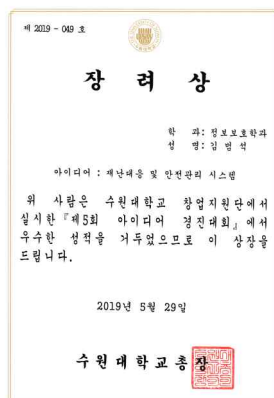 제 2019 - 049 호
장 려 상
학 과: 정보보호학과
성 명: 김범석
아이디어 : 재난대응 및 안전관리 시스템
위 사람은 수원대학교 창업지원단에서
실시한『제5회 아이디어 경진대회』에서
우수한 성적을 거두었으므로 이 상장을
드립니다.
2019년 5월 29일
수원대학교총장